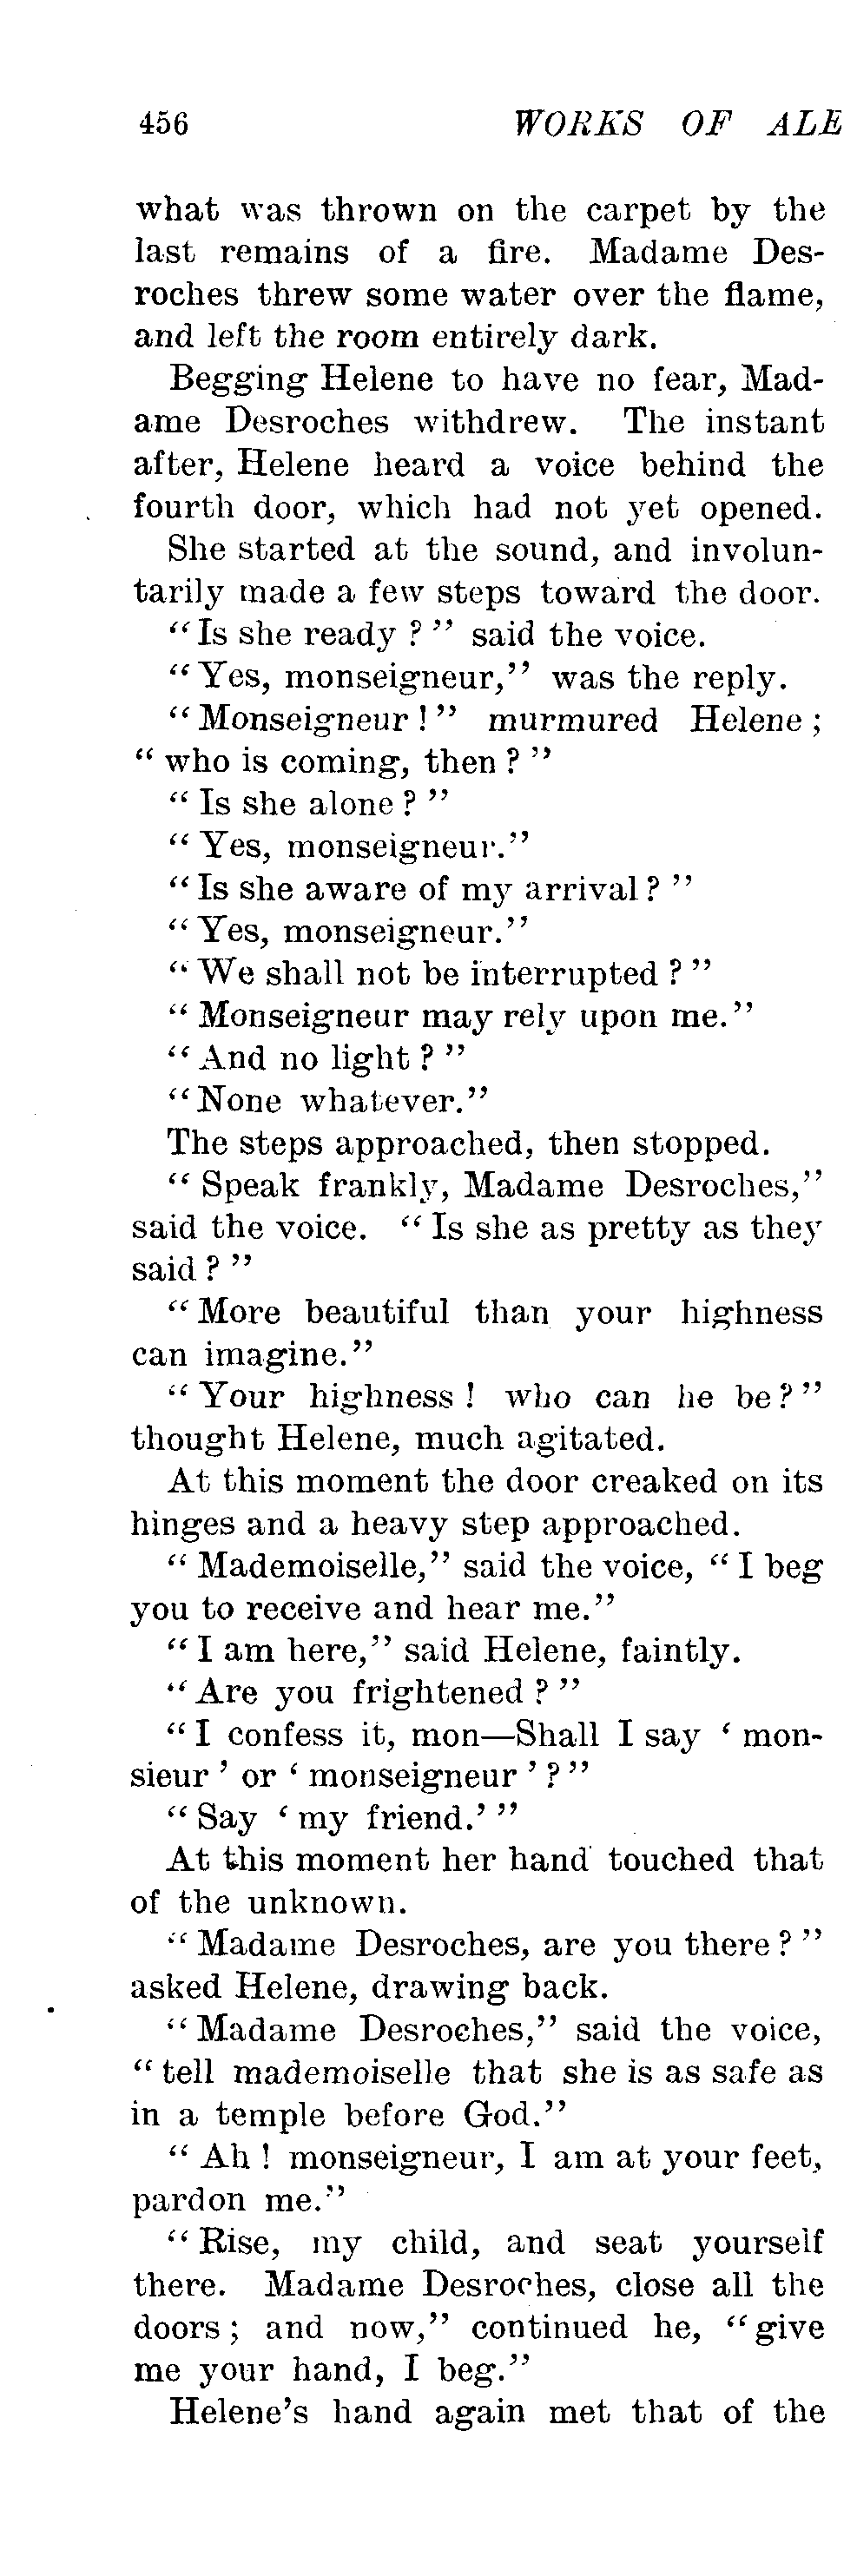 456 WORKS OF ALE
what was thrown on the carpet by the
last remains of a fire. Madame Des-
roches threw some water over the flame,
and left the room entirely dark.
Begging Helene to have no fear, Mad-
ame Desroches withdrew. The instant
after, Helene heard a voice behind the
fourth door, which had not yet opened.
She started at the sound, and involun-
tarily made a few steps toward the door.
“Is she ready ?” said the voice.
“Yes, monseigneur,” was the reply.
“Monseigneur !” murmured Helene ;
“who is coming, then ?”
“Is she alone ?”
“Yes, monseigneur.”
“Is she aware of my arrival ?”
“Yes, monseigneur.”
“We shall not be interrupted ?”
“Monseigneur may rely upon me.”
“And no light ?”
“None whatever.”
The steps approached, then stopped.
“Speak frankly, Madame Desroches,”
said the voice. “Is she as pretty as they
said ?”
“More beautiful than your highness
can imagine.”
“Your highness ! who can he be ?”
thought Helene, much agitated.
At this moment the door creaked on its
hinges and a heavy step approached.
“Mademoiselle,” said the voice, “I beg
you to receive and hear me.”
“I am here,” said Helene, faintly.
“Are you frightened ?”
“I confess it, mon—Shall I say ‘mon-
sieur’ or ‘monseigneur’ ?”
“Say ‘my friend.’”
At this moment her hand touched that
of the unknown.
“Madame Desroches, are you there ?”
asked Helene, drawing back.
“Madame Desroches,” said the voice,
“tell mademoiselle that she is as safe as
in a temple before God.”
“Ah ! monseigneur, I am at your feet,
pardon me.”
“Rise, my child, and seat yourself
there. Madame Desroches, close all the
doors ; and now,” continued he, “give
me your hand, I beg.”
Helene’s hand again met that of the